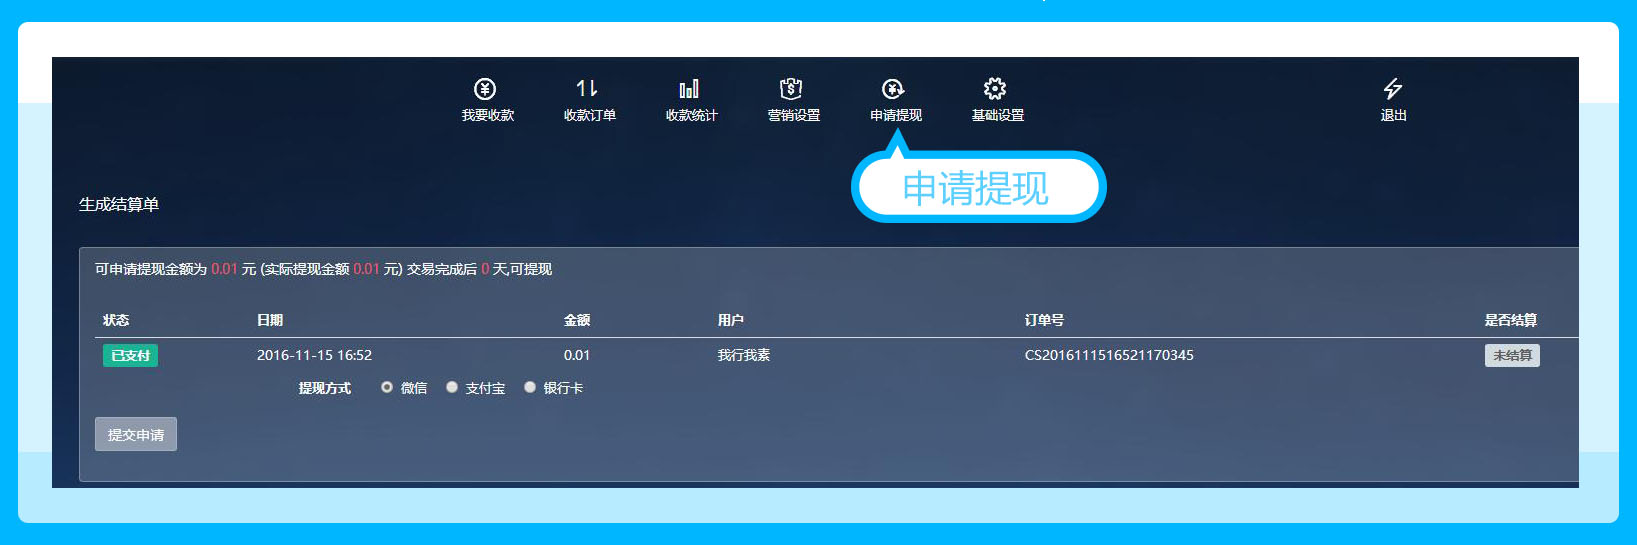 我要收款 收款订单 收款统计 营销设置 申请提现 基础设置 退出
申请提现
生成结算单
可申请提现金额为 0.01 元 (实际提现金额 0.01 元) 交易完成后 0 天,可提现
状态 日期 金额 用户 订单号 是否结算
已支付 2016-11-15 16:52 0.01 我行我素 CS2016111516521170345 未结算
提现方式 微信 支付宝 银行卡
提交申请